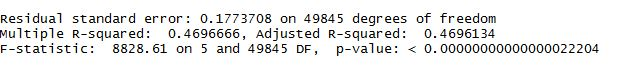 Residual standard error: 0.1773708 on 49845 degrees of freedom
Multiple R-squared:  0.4696666, Adjusted R-squared:  0.4696134
F-statistic:  8828.61 on 5 and 49845 DF,  p-value: < 0.00000000000000022204